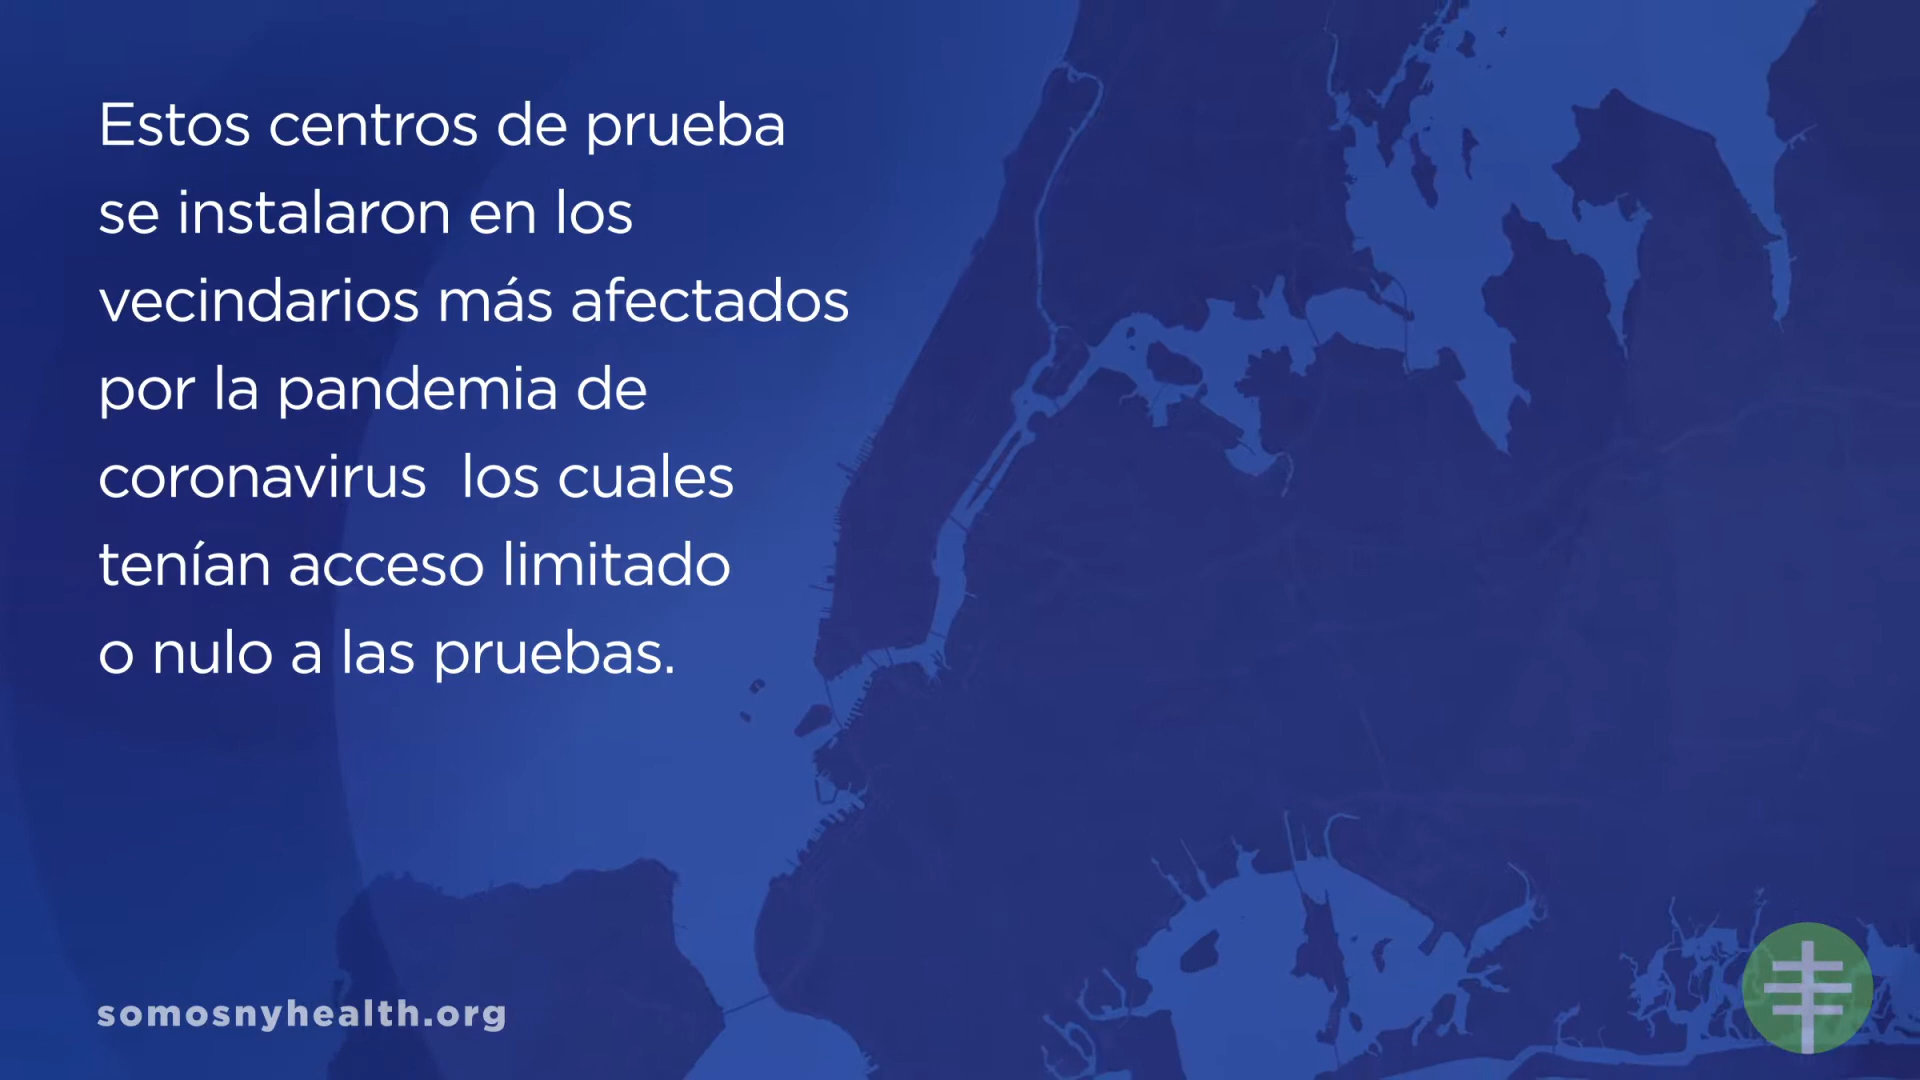 Estos centros de prueba
se instalaron en los
vecindarios más afectados
por la pandemia de
coronavirus  los cuales
tenían acceso limitado
o nulo a las pruebas.
somosnyhealth.org